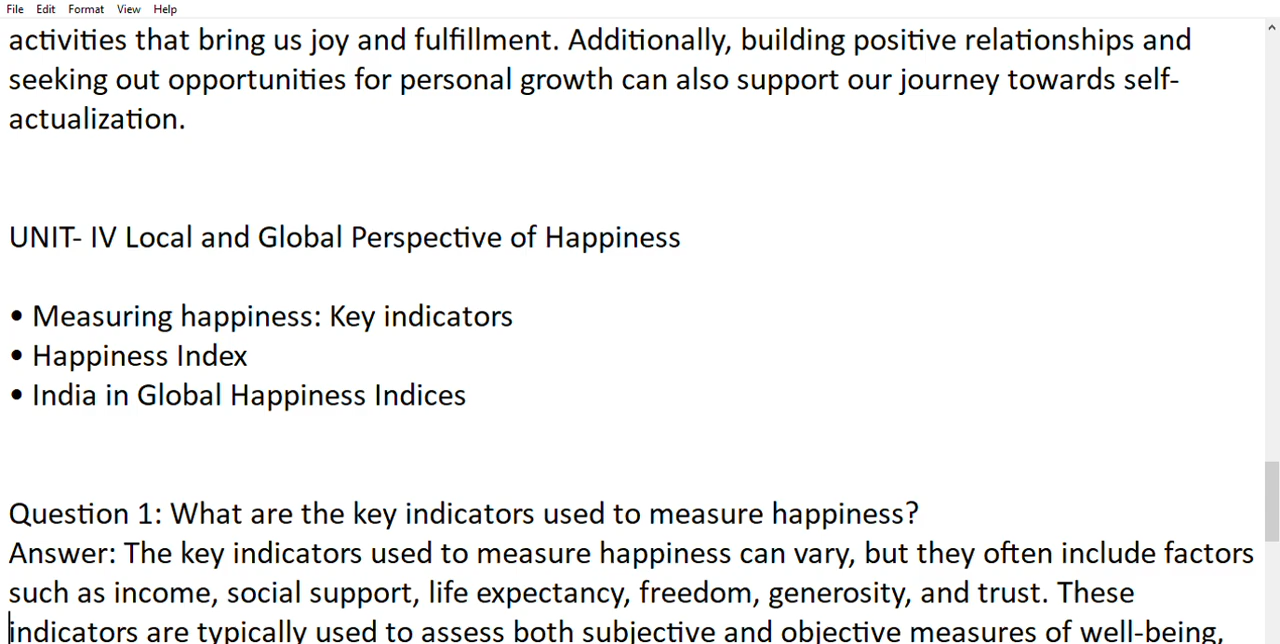 File Edit Format View Help
activities that bring us joy and fulfillment. Additionally, building positive relationships and
seeking out opportunities for personal growth can also support our journey towards self-
actualization.
UNIT- IV Local and Global Perspective of Happiness
• Measuring happiness: Key indicators
• Happiness Index
• India in Global Happiness Indices
Question 1: What are the key indicators used to measure happiness?
Answer: The key indicators used to measure happiness can vary, but they often include factors
such as income, social support, life expectancy, freedom, generosity, and trust. These
indicators are typically used to assess both subjective and objective measures of well-being,